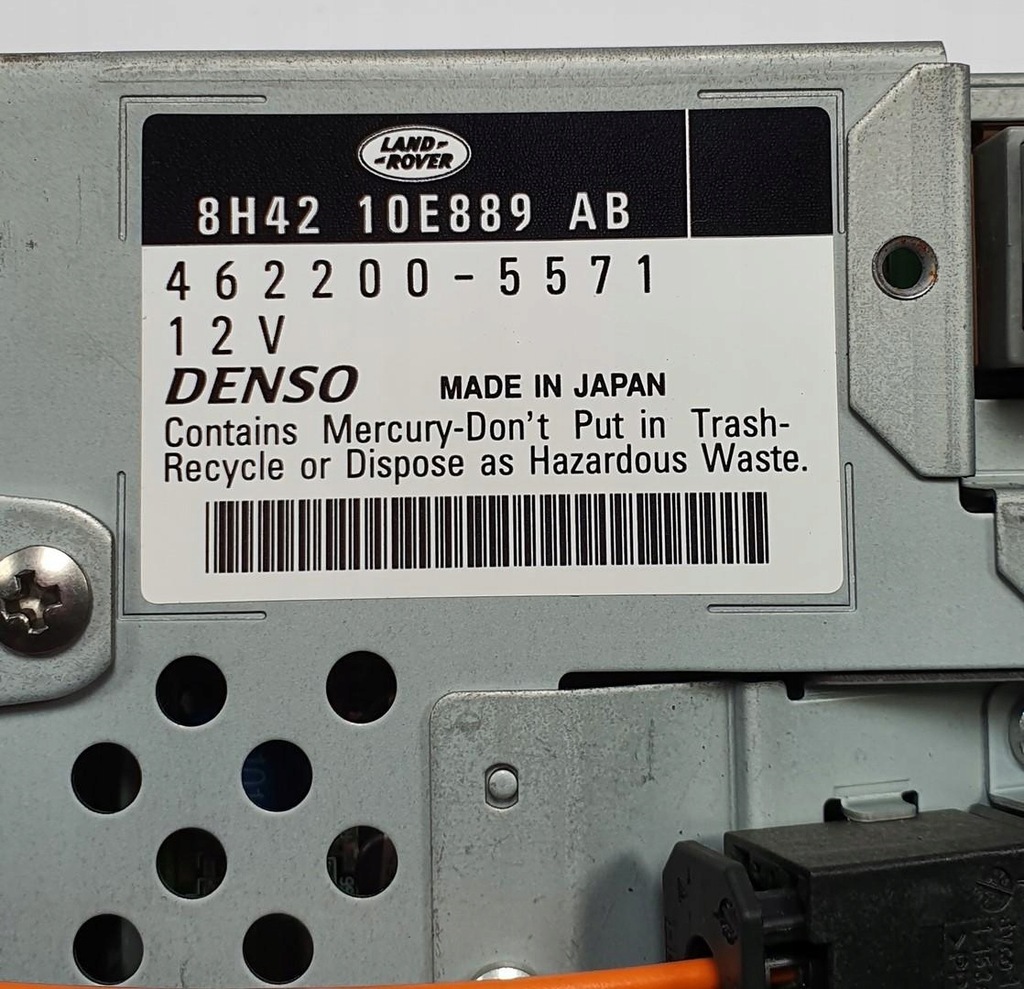 LAND-
-ROVER
8H42 10E889 AB
462200-5571
12V
DENSO MADE IN JAPAN
Contains Mercury-Don't Put in Trash-
Recycle or Dispose as Hazardous Waste.